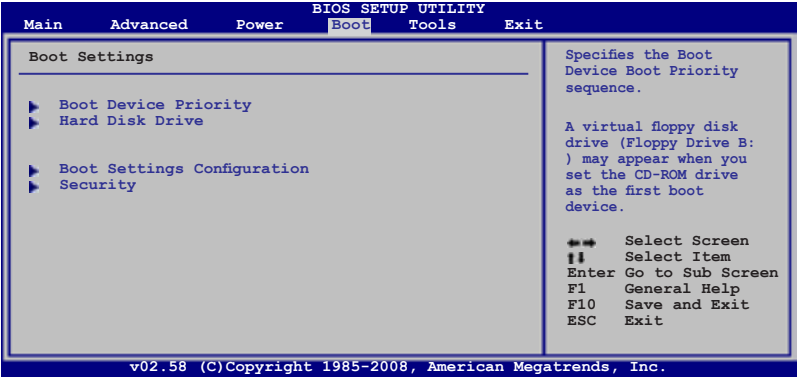 BIOS SETUP UTILITY
Main Advanced Power Boot Tools Exit
Boot Settings
Boot Device Priority
Hard Disk Drive
Boot Settings Configuration
Security
Specifies the Boot
Device Boot Priority
sequence.
A virtual floppy disk
drive (Floppy Drive B:
) may appear when you
set the CD-ROM drive
as the first boot
device.
Select Screen
Select Item
Enter Go to Sub Screen
F1 General Help
F10 Save and Exit
ESC Exit
v02.58 (C)Copyright 1985-2008, American Megatrends, Inc.